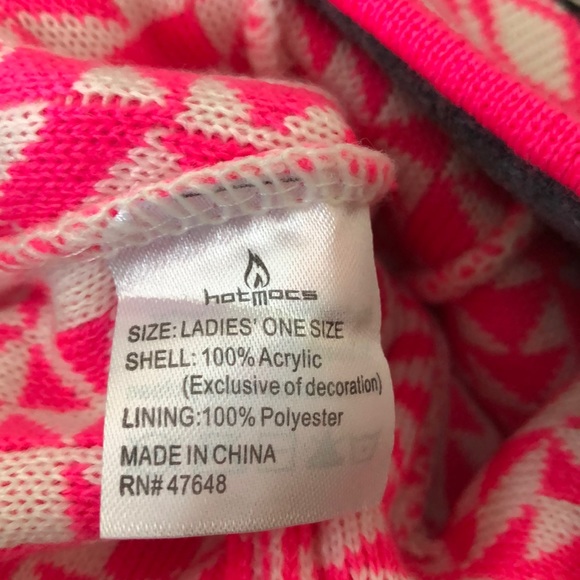 hotmocs
SIZE: LADIES' ONE SIZE
SHELL: 100% Acrylic
(Exclusive of decoration)
LINING:100% Polyester
MADE IN CHINA
RN# 47648